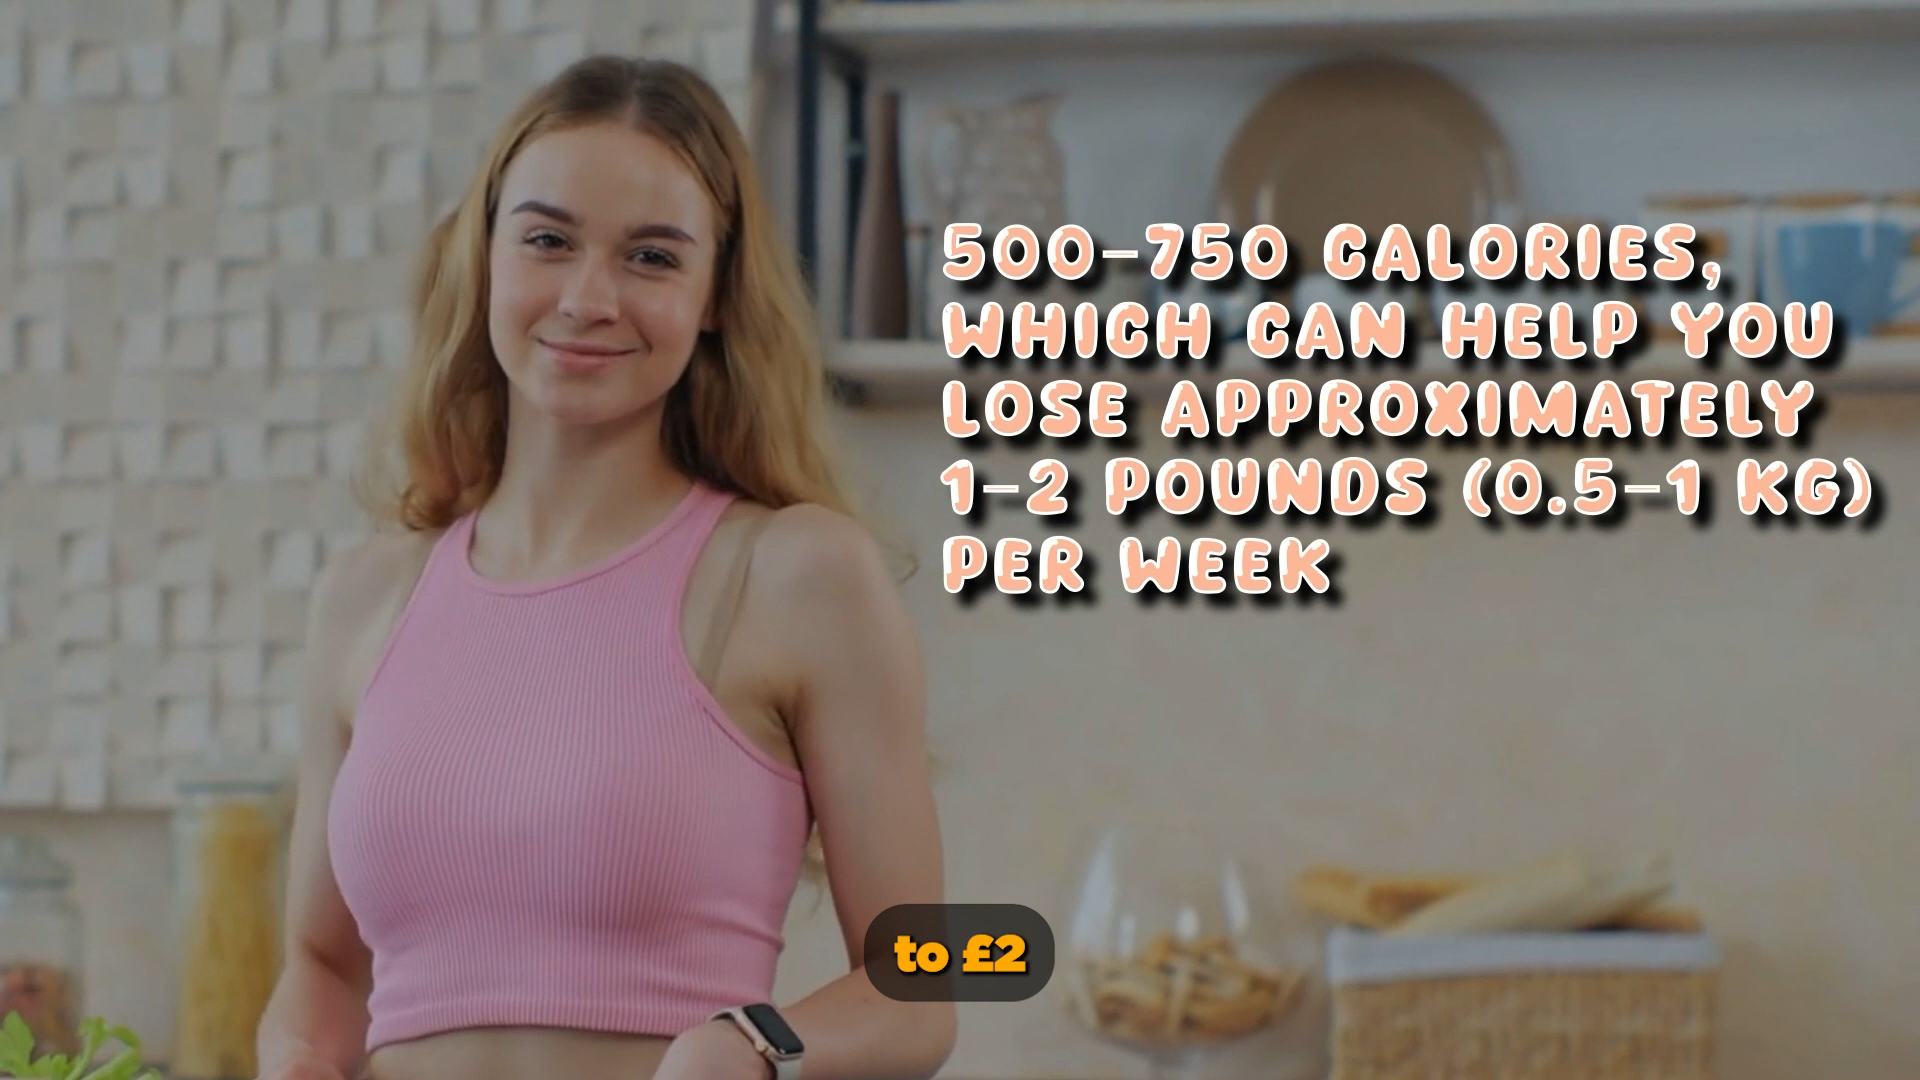 500-750 CALORIES,
WHICH CAN HELP YOU
LOSE APPROXIMATELY
1-2 POUNDS (0.5-1 KG)
PER WEEK
to £2